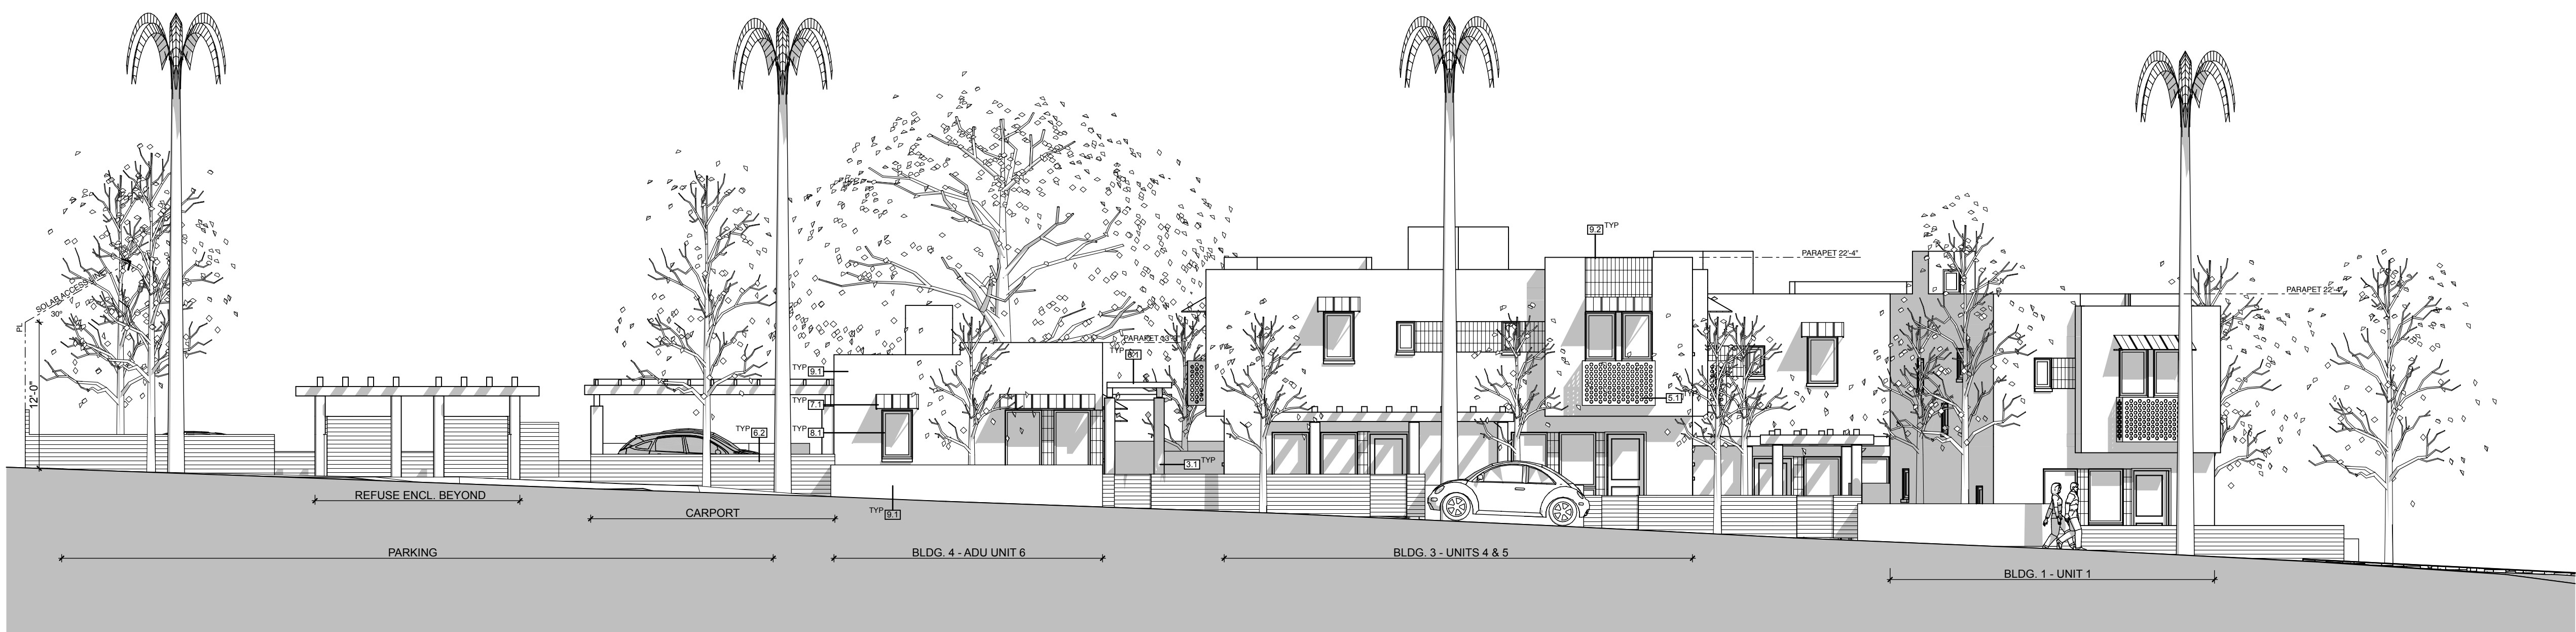 9.2 TYP
PARAPET 22'-4"
PARAPET 22'-4"
SOLAR ACCESS
30°
PL
12'-0"
PARAPET 13'
TYP
6.1
TYP 9.1
TYP 7.1
TYP 8.1
TYP
6.2
5.1 TYP
3.1 TYP
TYP 9.1
REFUSE ENCL. BEYOND
CARPORT
PARKING
BLDG. 4 - ADU UNIT 6
BLDG. 3 - UNITS 4 & 5
BLDG. 1 - UNIT 1